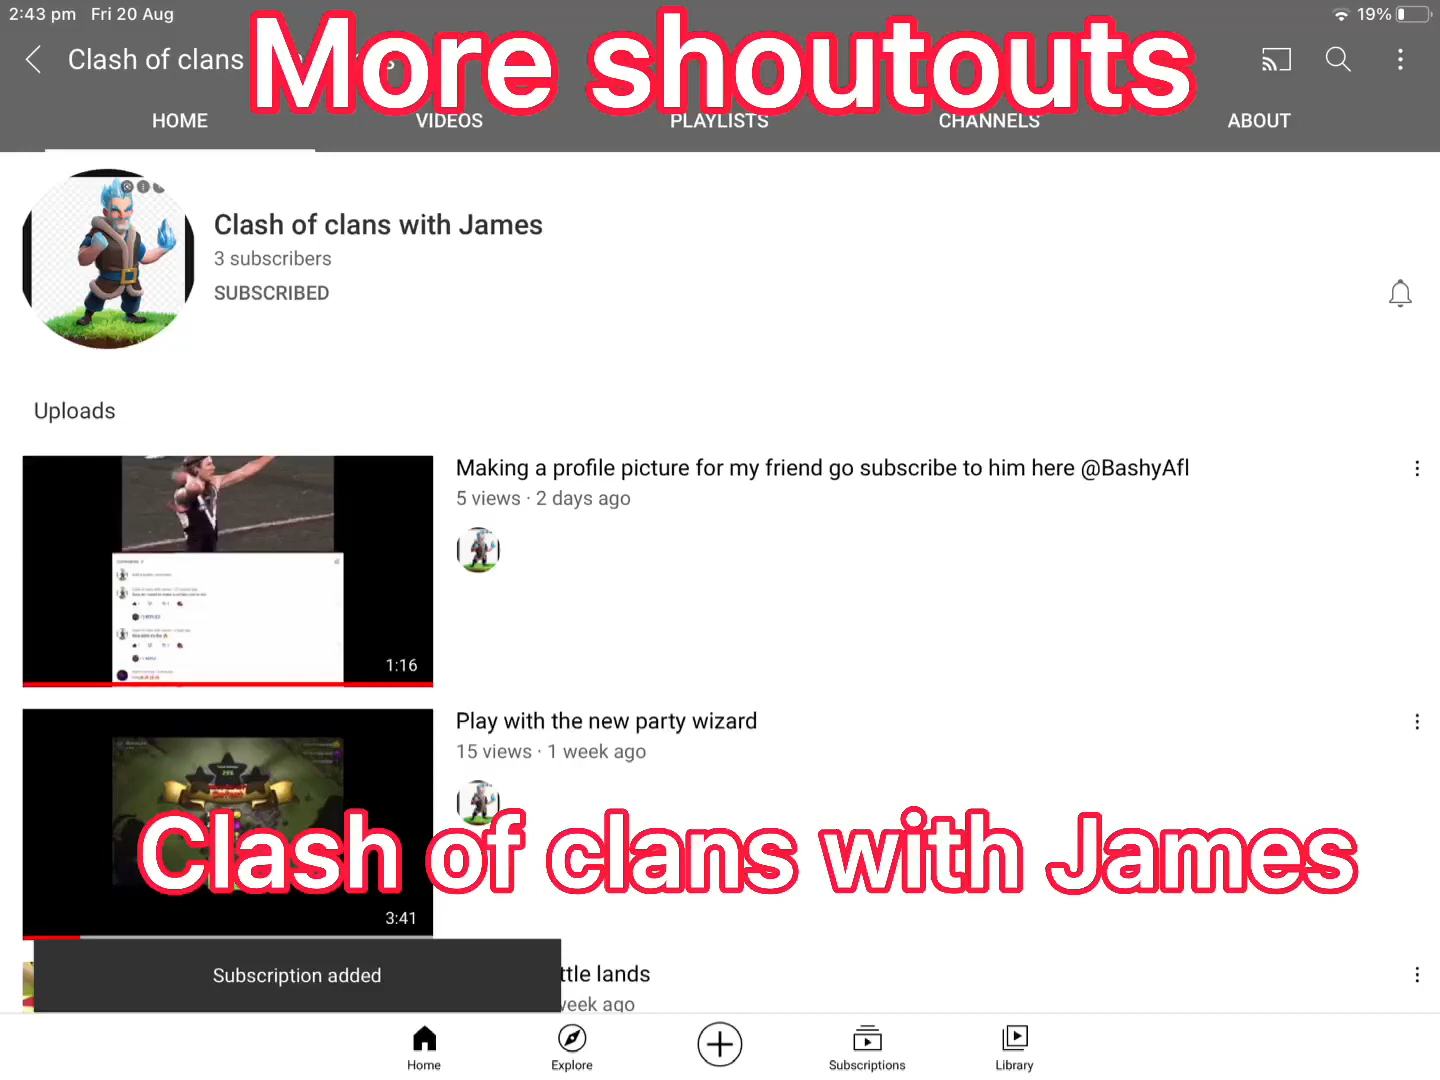 2:43 pm Fri 20 Aug
19%
More shoutouts
Clash of clans
HOME VIDEOS PLAYLISTS CHANNELS ABOUT
Clash of clans with James
3 subscribers
SUBSCRIBED
Uploads
Making a profile picture for my friend go subscribe to him here @BashyAfl
5 views · 2 days ago
1:16
Play with the new party wizard
15 views · 1 week ago
Clash of clans with James
3:41
Subscription added
ttle lands
week ago
Home Explore Subscriptions Library